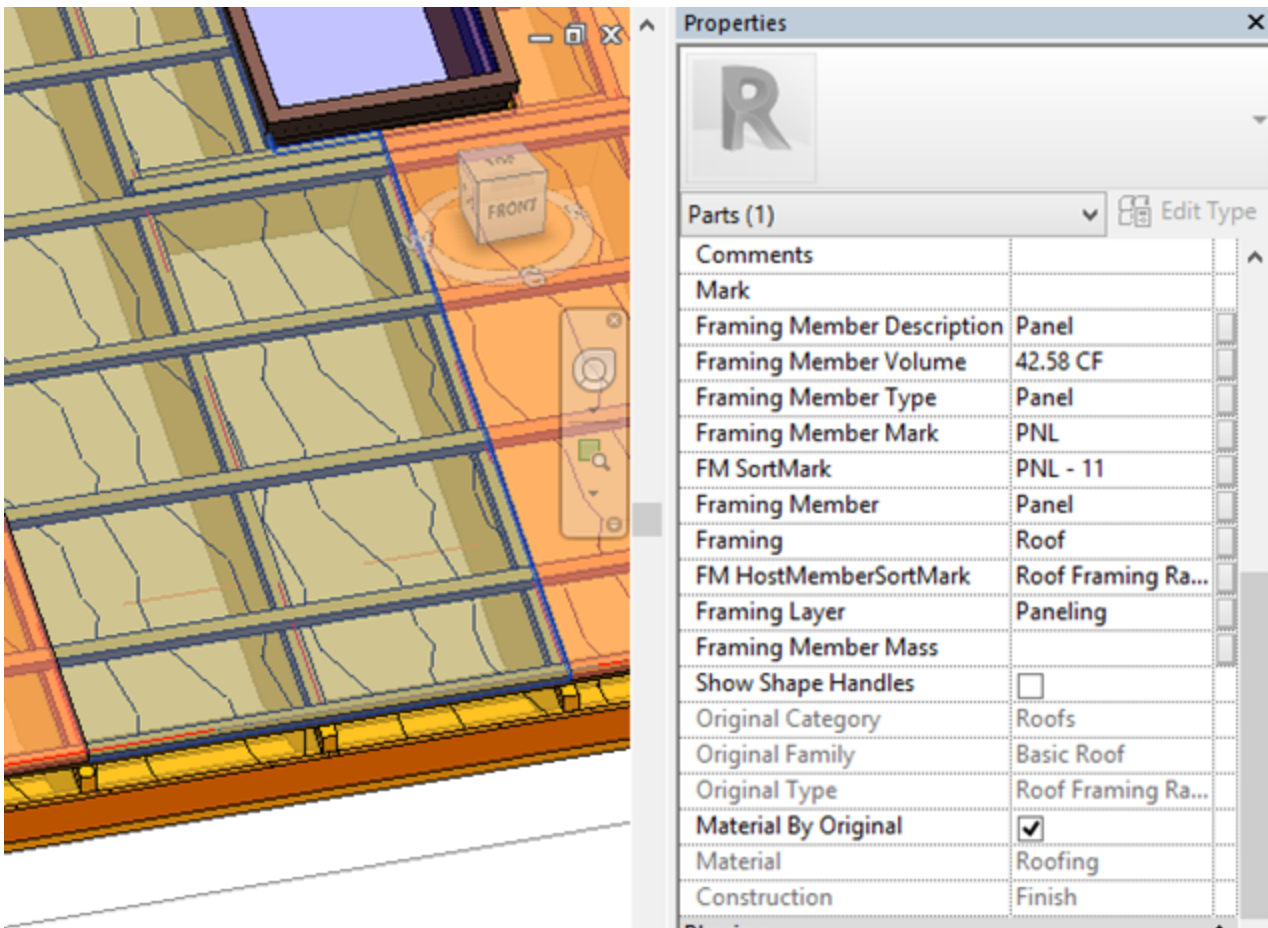 Properties
R
FRONT
Parts (1)
Edit Type
Comments
Mark
Framing Member Description Panel
Framing Member Volume 42.58 CF
Framing Member Type Panel
Framing Member Mark PNL
FM SortMark PNL - 11
Framing Member Panel
Framing Roof
FM HostMemberSortMark Roof Framing Ra...
Framing Layer Paneling
Framing Member Mass
Show Shape Handles
Original Category Roofs
Original Family Basic Roof
Original Type Roof Framing Ra...
Material By Original
Material Roofing
Construction Finish